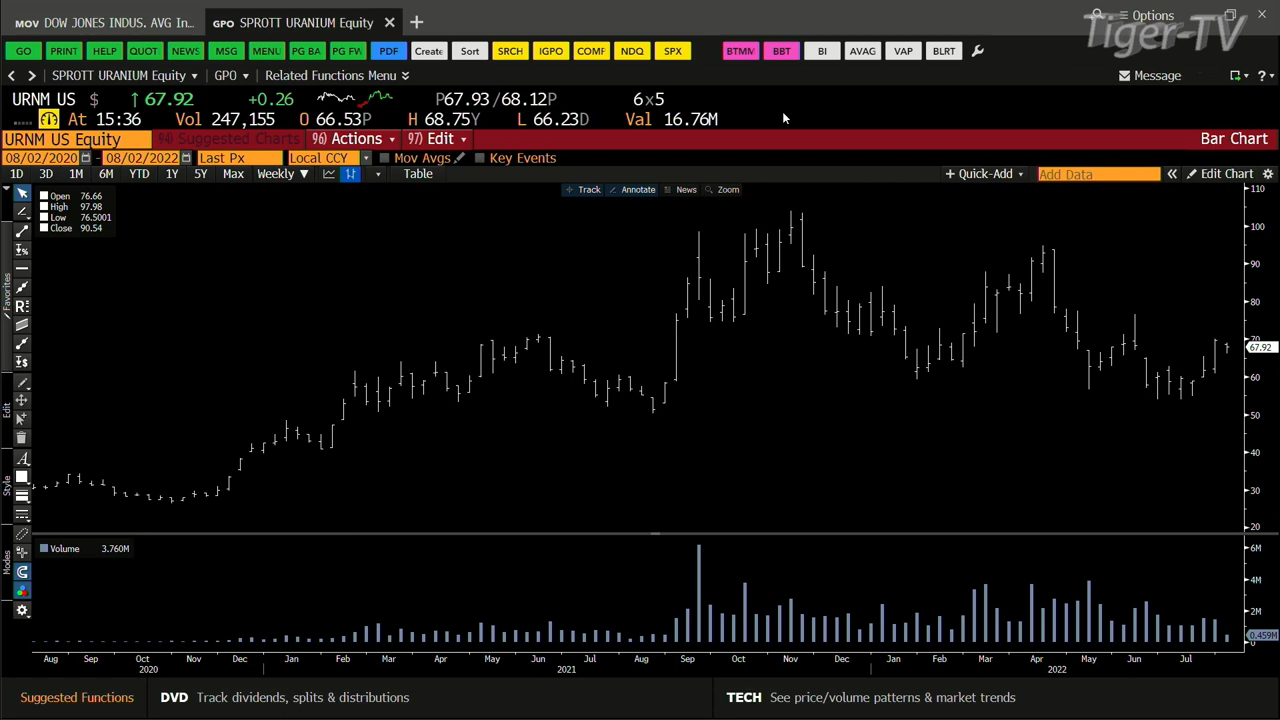 MOV DOW JONES INDUS. AVG In... GPO SPROTT URANIUM Equity × +
Options
Tiger-TV
GO PRINT HELP QUOT NEWS MSG MENU PG BA PG FW PDF Create Sort SRCH IGPO COMF NDQ SPX BTMM BBT BI AVAG VAP BLRT
< > SPROTT URANIUM Equity GPO Related Functions Menu Message ?
URNM US $ ↑ 67.92 +0.26 P67.93/68.12P 6x5
At 15:36 Vol 247,155 O 66.53P H 68.75Y L 66.23D Val 16.76M
URNM US Equity 94) Suggested Charts 96) Actions 97) Edit Bar Chart
08/02/2020 - 08/02/2022 Last Px Local CCY Mov Avgs Key Events
1D 3D 1M 6M YTD 1Y 5Y Max Weekly ▼ Table + Quick-Add Add Data « Edit Chart
Track Annotate News Zoom
Open 76.66
High 97.98
Low 76.5001
Close 90.54
110
100
90
80
70
67.92
60
50
40
30
20
Favorites
Edit
Style
Modes
Volume 3.760M
6M
4M
2M
0.459M
0
Aug Sep Oct Nov Dec Jan Feb Mar Apr May Jun Jul Aug Sep Oct Nov Dec Jan Feb Mar Apr May Jun Jul
2020 2021 2022
Suggested Functions DVD Track dividends, splits & distributions TECH See price/volume patterns & market trends